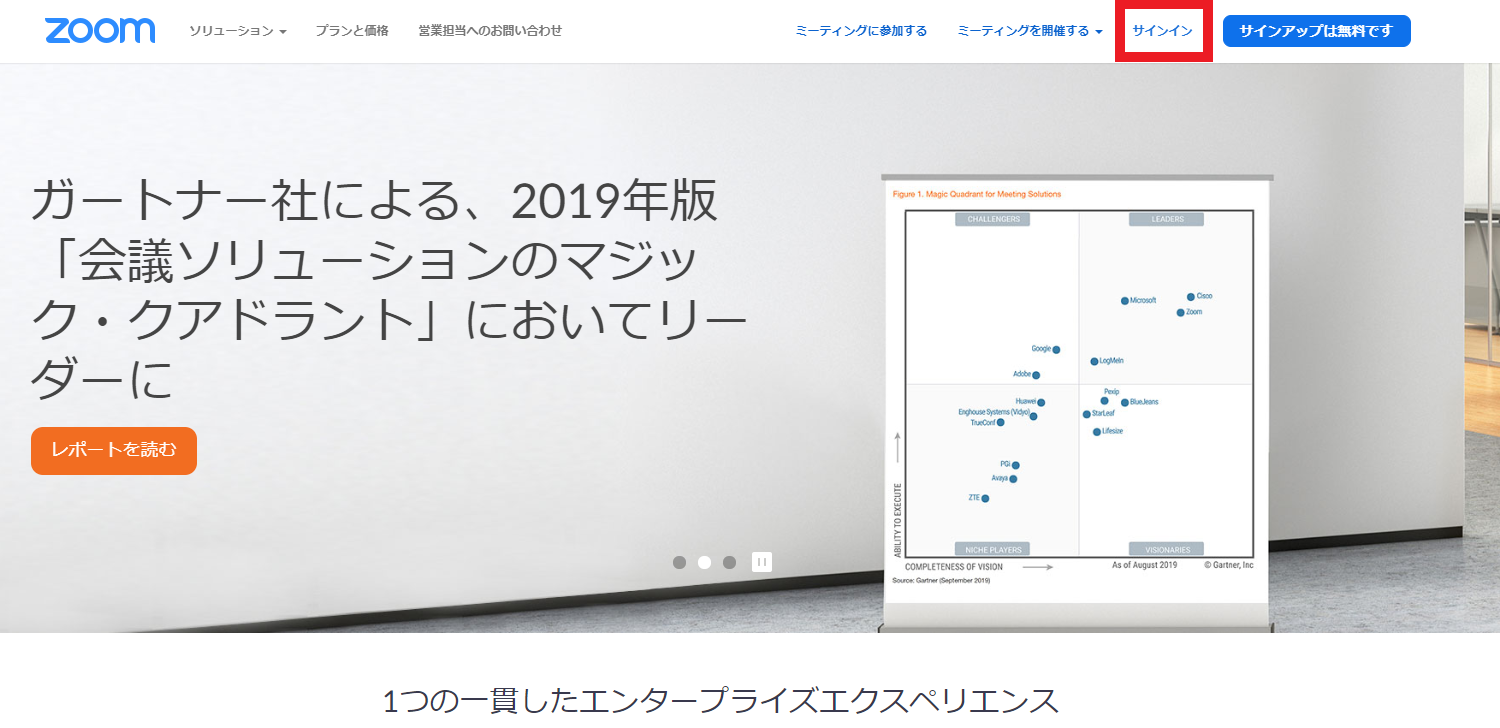 zoom
ソリューション
プランと価格
営業担当へのお問い合わせ
ミーティングに参加する
ミーティングを開催する
サインイン
サインアップは無料です
ガートナー社による、2019年版
「会議ソリューションのマジッ
ク・クアドラント」においてリー
ダーに
レポートを読む
Figure 1. Magic Quadrant for Meeting Solutions
CHALLENGERS
LEADERS
Microsoft
Cisco
Zoom
Google
LogMeIn
Adobe
Pexip
Huawei
BlueJeans
Enghouse Systems (Vidyo)
StarLeaf
TrueConf
Lifesize
PGi
Avaya
ZTE
ABILITY TO EXECUTE
NICHE PLAYERS
VISIONARIES
COMPLETENESS OF VISION
As of August 2019
© Gartner, Inc
Source: Gartner (September 2019)
1つの一貫したエンタープライズエクスペリエンス